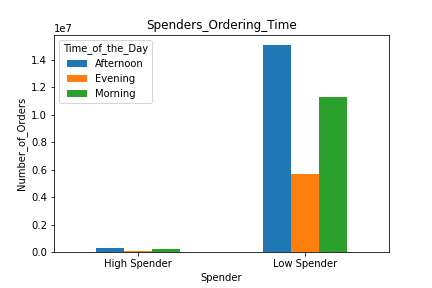 Spenders_Ordering_Time
1e7
Time_of_the_Day
Afternoon
Evening
Morning
1.4
1.2
1.0
0.8
0.6
0.4
0.2
0.0
Number_of_Orders
High Spender
Low Spender
Spender